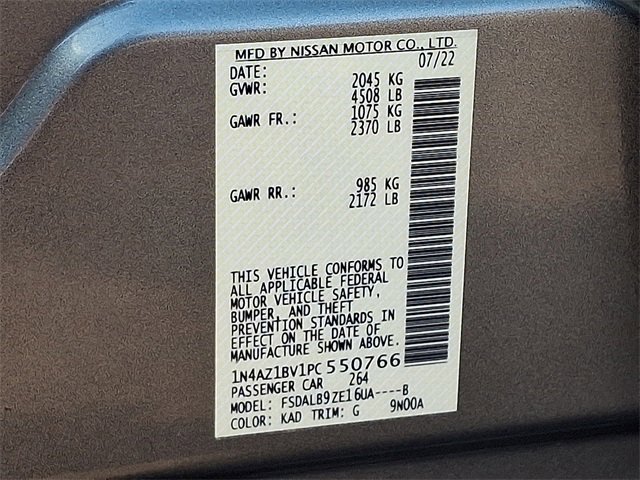 MFD BY NISSAN MOTOR CO., LTD.
DATE: 07/22
GVWR: 2045 KG
4508 LB
GAWR FR.: 1075 KG
2370 LB
GAWR RR.: 985 KG
2172 LB
THIS VEHICLE CONFORMS TO
ALL APPLICABLE FEDERAL
MOTOR VEHICLE SAFETY,
BUMPER, AND THEFT
PREVENTION STANDARDS IN
EFFECT ON THE DATE OF
MANUFACTURE SHOWN ABOVE.
1N4AZ1BV1PC550766
PASSENGER CAR 264
MODEL: FSDALB9ZE16UA----B
COLOR: KAD TRIM: G 9N00A